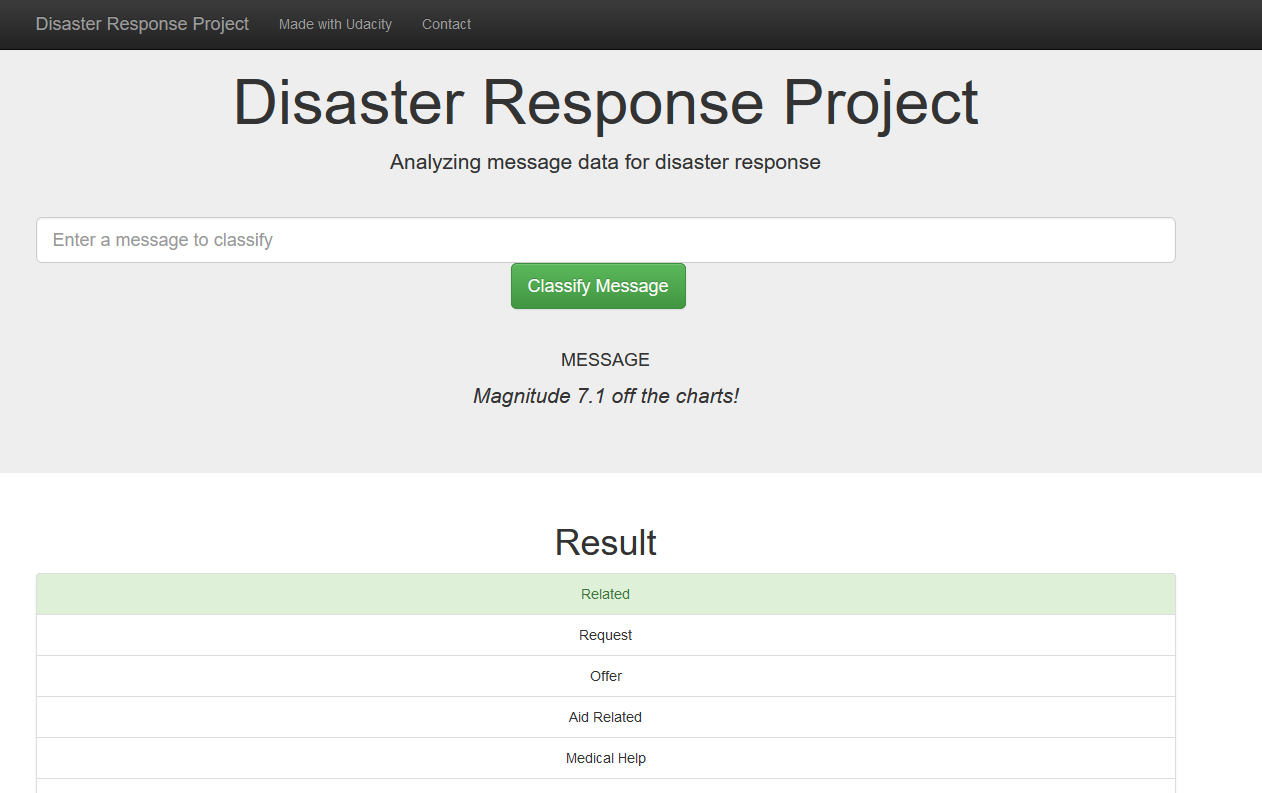 Disaster Response Project Made with Udacity Contact
Disaster Response Project
Analyzing message data for disaster response
Enter a message to classify
Classify Message
MESSAGE
Magnitude 7.1 off the charts!
Result
Related
Request
Offer
Aid Related
Medical Help